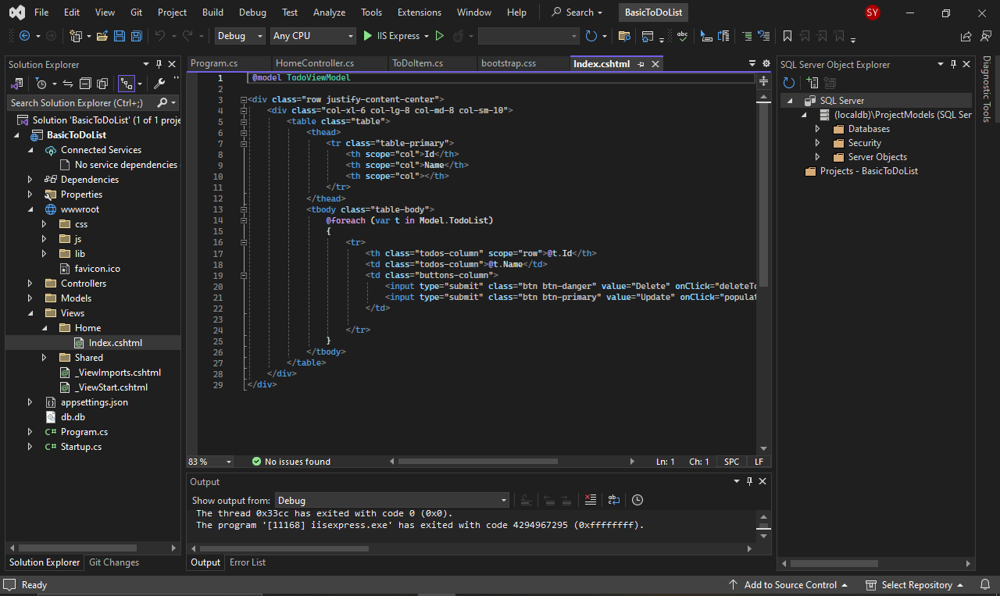 File Edit View Git Project Build Debug Test Analyze Tools Extensions Window Help Search BasicToDoList SY
Debug Any CPU IIS Express
Solution Explorer
Search Solution Explorer (Ctrl+;)
Solution 'BasicToDoList' (1 of 1 proje
BasicToDoList
Connected Services
No service dependencies
Dependencies
Properties
wwwroot
css
js
lib
favicon.ico
Controllers
Models
Views
Home
Index.cshtml
Shared
_ViewImports.cshtml
_ViewStart.cshtml
appsettings.json
db.db
C# Program.cs
C# Startup.cs
Solution Explorer Git Changes
Program.cs HomeController.cs ToDoItem.cs bootstrap.css Index.cshtml
1 @model TodoViewModel
2
3 <div class="row justify-content-center">
4 <div class="col-xl-6 col-lg-8 col-md-8 col-sm-10">
5 <table class="table">
6 <thead>
7 <tr class="table-primary">
8 <th scope="col">Id</th>
9 <th scope="col">Name</th>
10 <th scope="col"></th>
11 </tr>
12 </thead>
13 <tbody class="table-body">
14 @foreach (var t in Model.TodoList)
15 {
16 <tr>
17 <th class="todos-column" scope="row">@t.Id</th>
18 <td class="todos-column">@t.Name</td>
19 <td class="buttons-column">
20 <input type="submit" class="btn btn-danger" value="Delete" onClick="deleteTo
21 <input type="submit" class="btn btn-primary" value="Update" onClick="populat
22 </td>
23
24 </tr>
25 }
26 </tbody>
27 </table>
28 </div>
29 </div>
83 % No issues found Ln: 1 Ch: 1 SPC LF
Output
Show output from: Debug
The thread 0x33cc has exited with code 0 (0x0).
The program '[11168] iisexpress.exe' has exited with code 4294967295 (0xffffffff).
Output Error List
SQL Server Object Explorer
SQL Server
(localdb)\ProjectModels (SQL Ser
Databases
Security
Server Objects
Projects - BasicToDoList
Diagnostic Tools
Ready Add to Source Control Select Repository